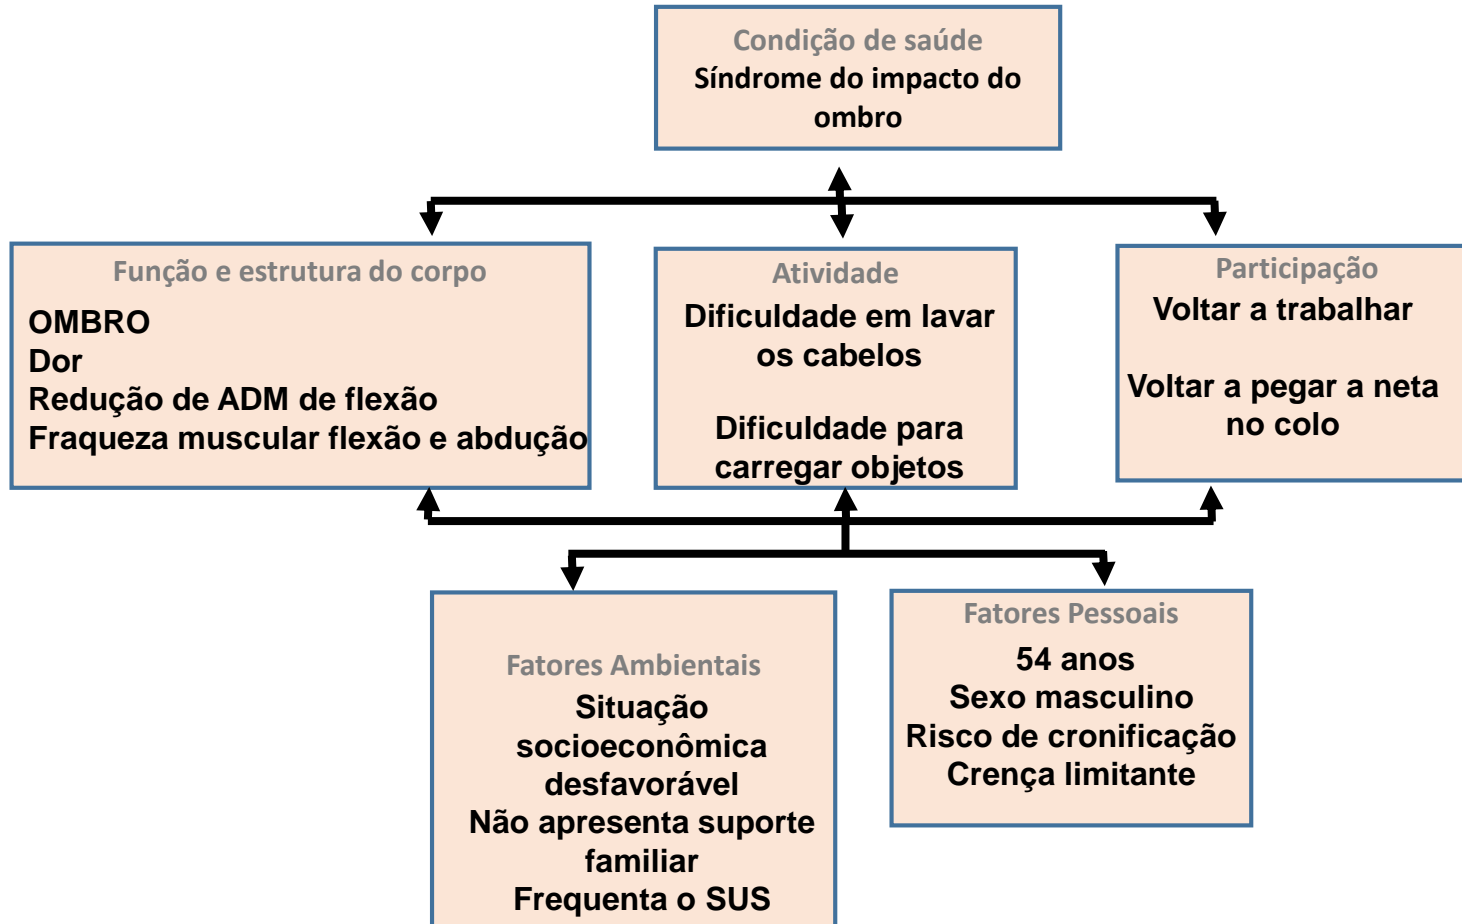 Condição de saúde
Síndrome do impacto do
ombro
Função e estrutura do corpo
OMBRO
Dor
Redução de ADM de flexão
Fraqueza muscular flexão e abdução
Atividade
Dificuldade em lavar
os cabelos
Dificuldade para
carregar objetos
Participação
Voltar a trabalhar
Voltar a pegar a neta
no colo
Fatores Ambientais
Situação
socioeconômica
desfavorável
Não apresenta suporte
familiar
Frequenta o SUS
Fatores Pessoais
54 anos
Sexo masculino
Risco de cronificação
Crença limitante